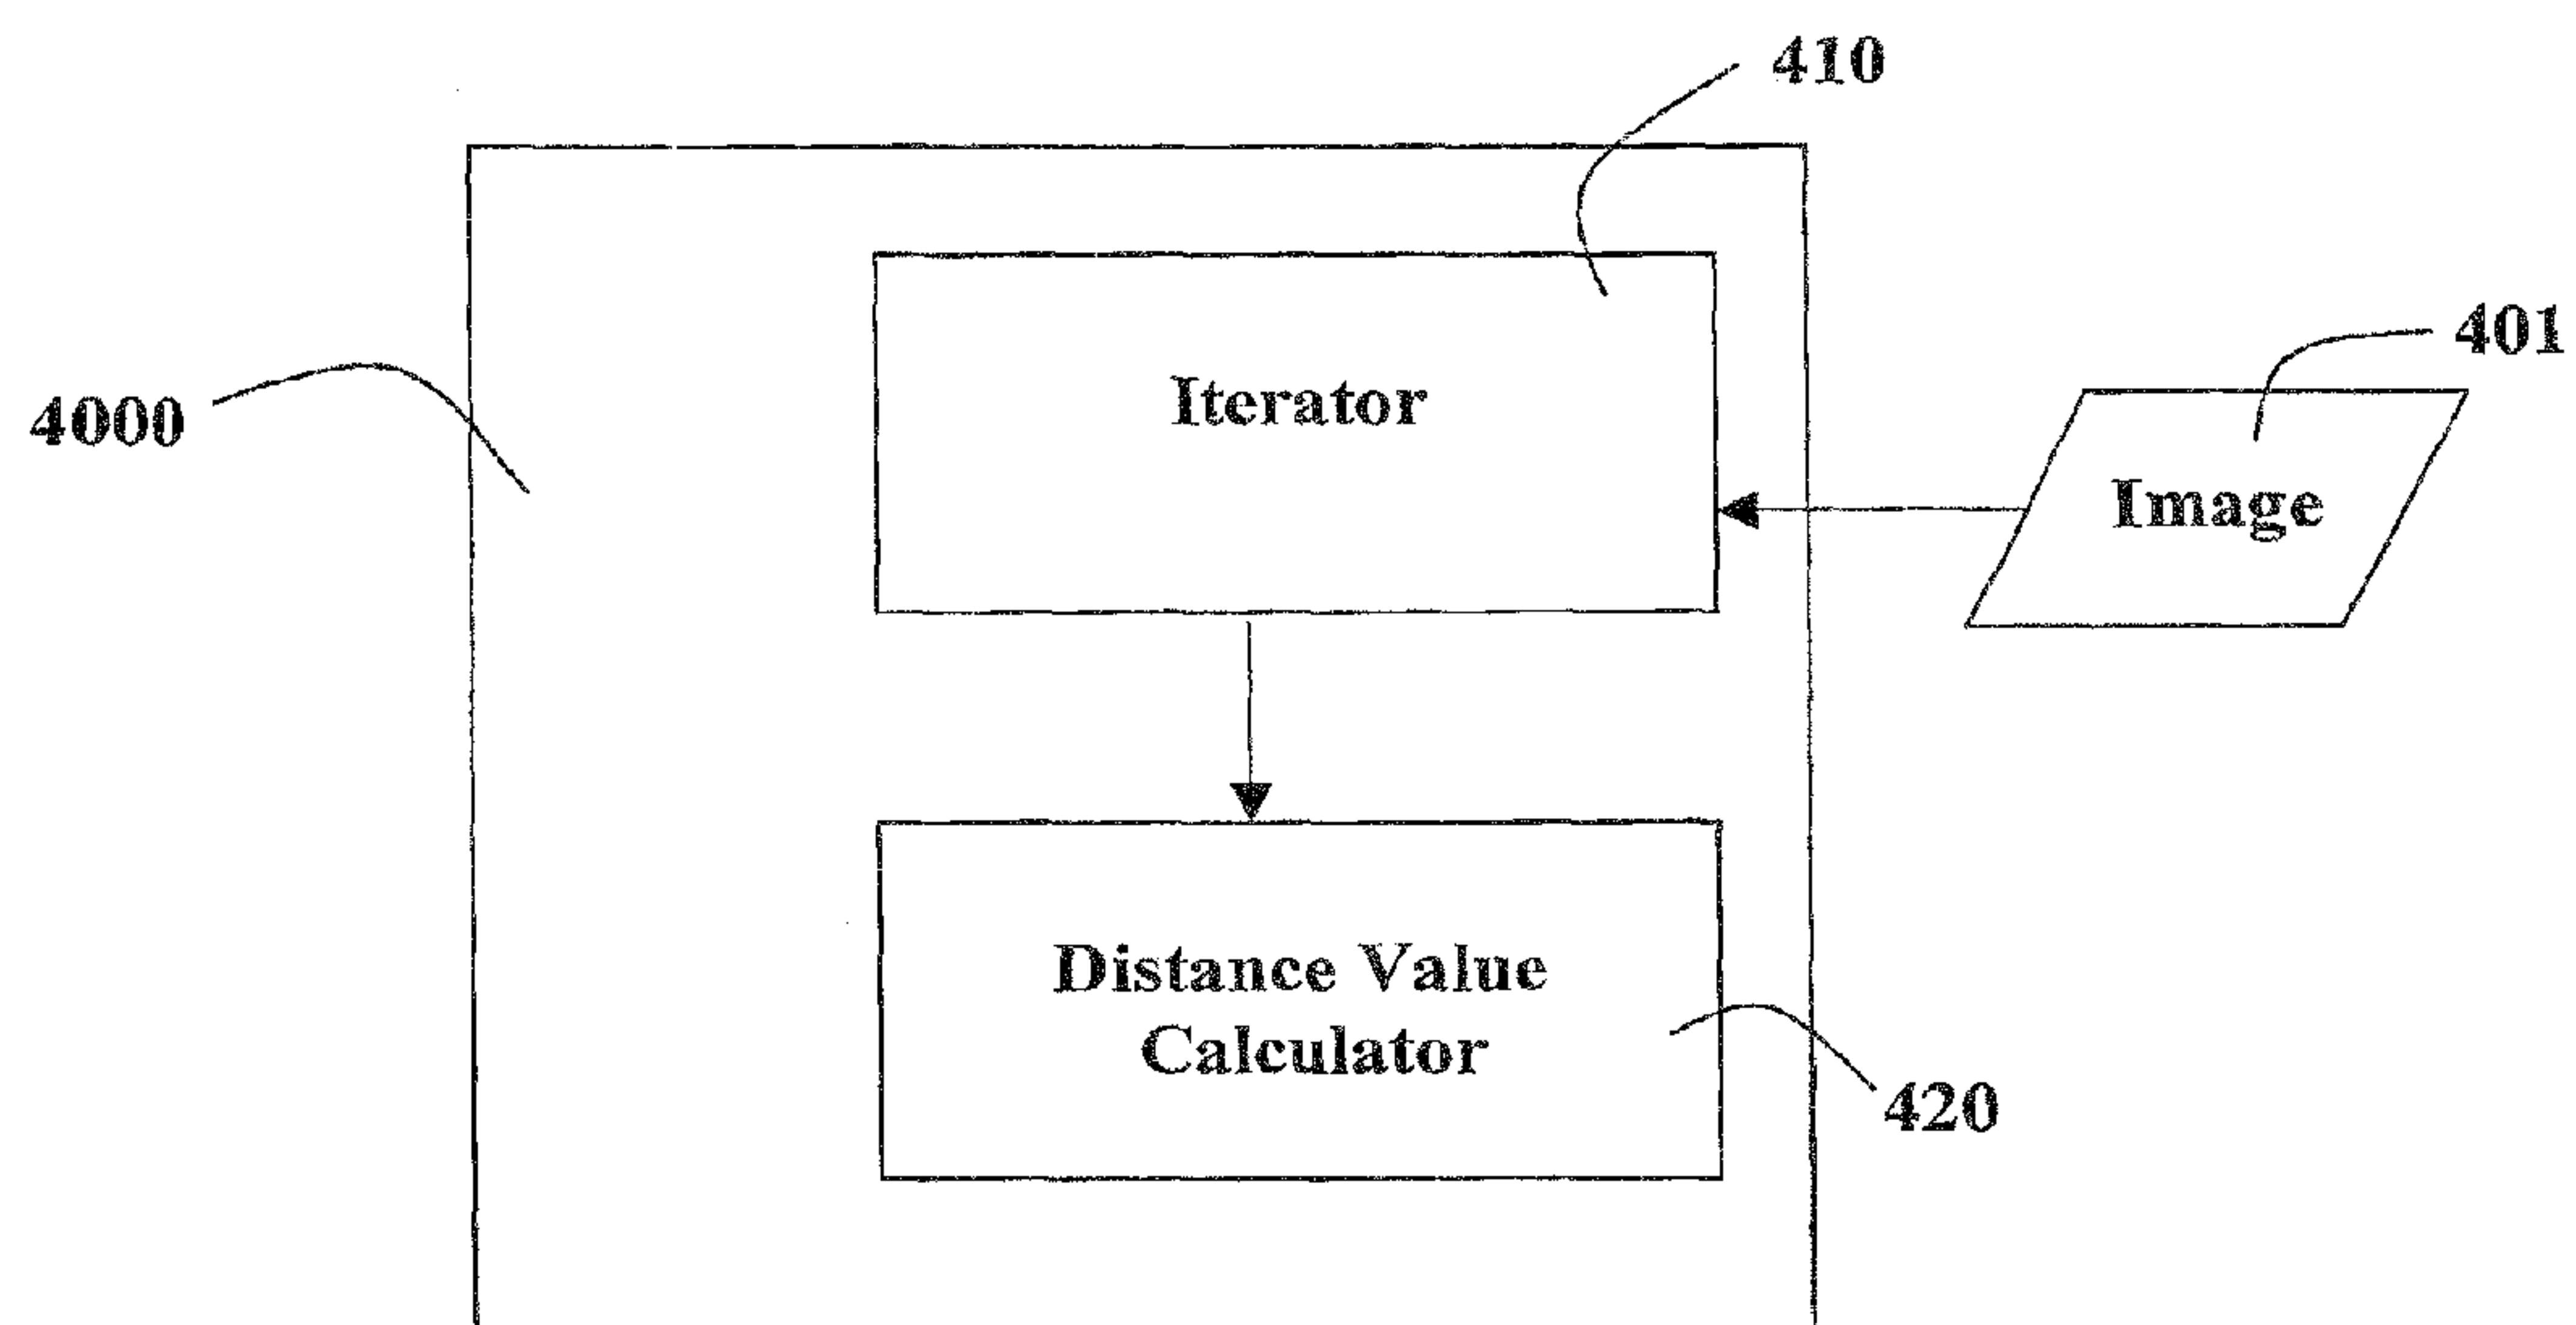 410
401
4000
Iterator
Image
Distance Value
Calculator
420